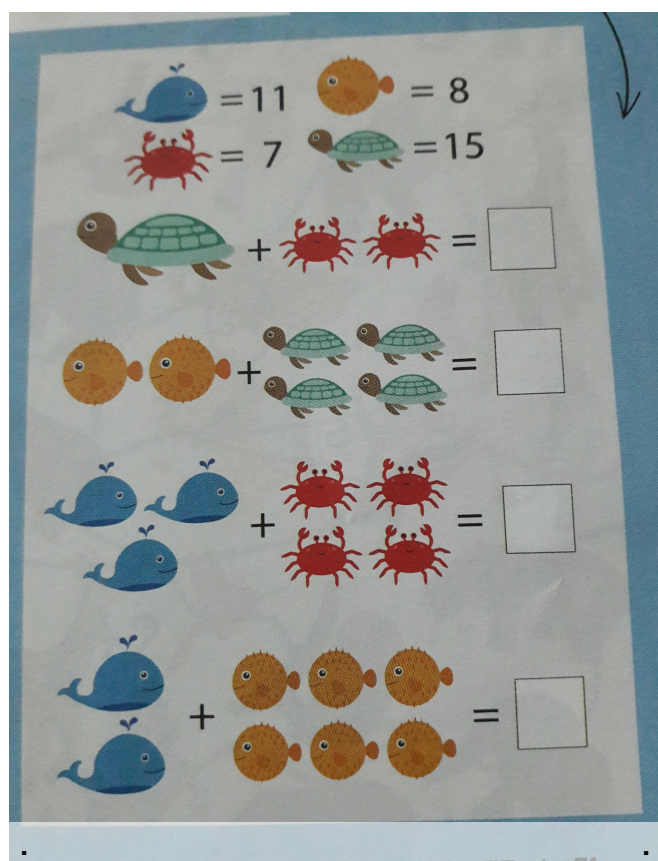 = 11 = 8
= 7 = 15
+ =
+ =
+ =
+ =